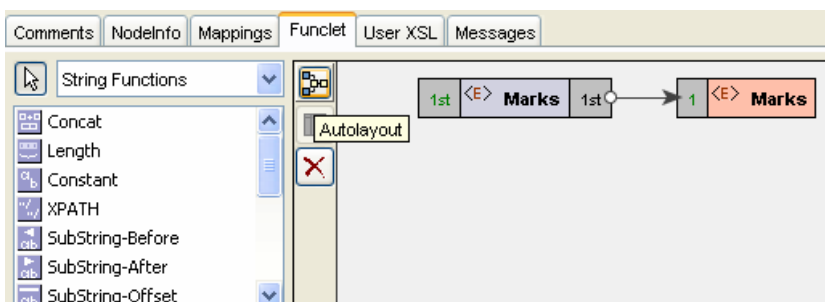 Comments NodeInfo Mappings Funclet User XSL Messages
String Functions
1st <E> Marks 1st 1 <E> Marks
Autolayout
Concat
Length
Constant
XPATH
SubString-Before
SubString-After
SubString-Offset